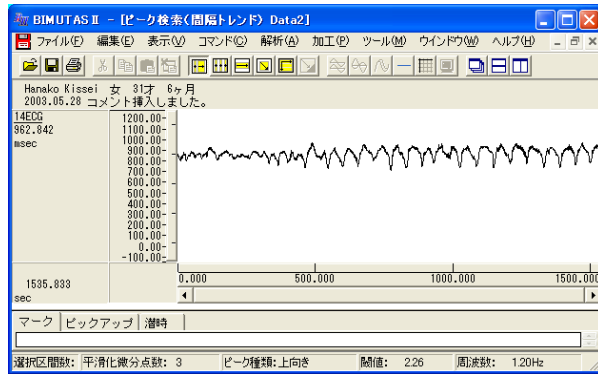 BIMUTAS II - [ピーク検索(間隔トレンド) Data2]
ファイル(F) 編集(E) 表示(V) コマンド(C) 解析(A) 加工(P) ツール(M) ウインドウ(W) ヘルプ(H)
Hanako Kissei 女 31才 6ヶ月
2003.05.28 コメント挿入しました。
14ECG
962.842
msec
1200.00
1100.00
1000.00
900.00
800.00
700.00
600.00
500.00
400.00
300.00
200.00
100.00
0.00
-100.00
0.000 500.000 1000.000 1500.000
1535.833
sec
マーク ピックアップ 潜時
選択区間数: 平滑化微分点数: 3 ピーク種類:上向き 閾値: 2.26 周波数: 1.20Hz